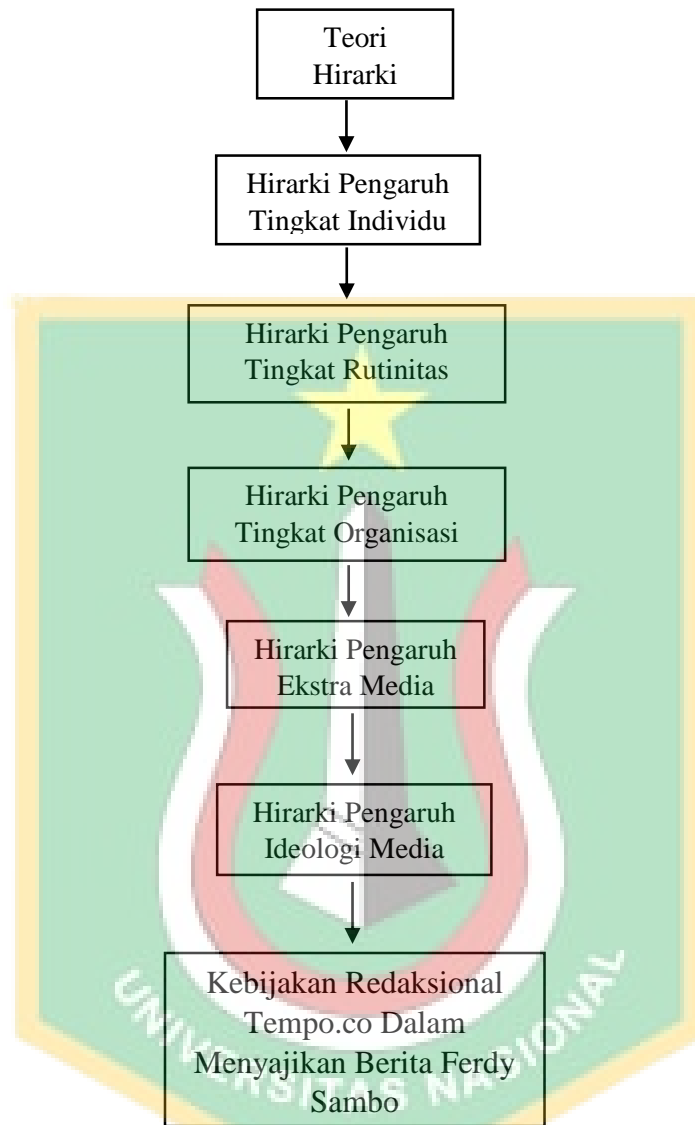 Teori
Hirarki
Hirarki Pengaruh
Tingkat Individu
Hirarki Pengaruh
Tingkat Rutinitas
Hirarki Pengaruh
Tingkat Organisasi
Hirarki Pengaruh
Ekstra Media
Hirarki Pengaruh
Ideologi Media
Kebijakan Redaksional
Tempo.co Dalam
Menyajikan Berita Ferdy
Sambo
UNIVERSITAS NASIONAL